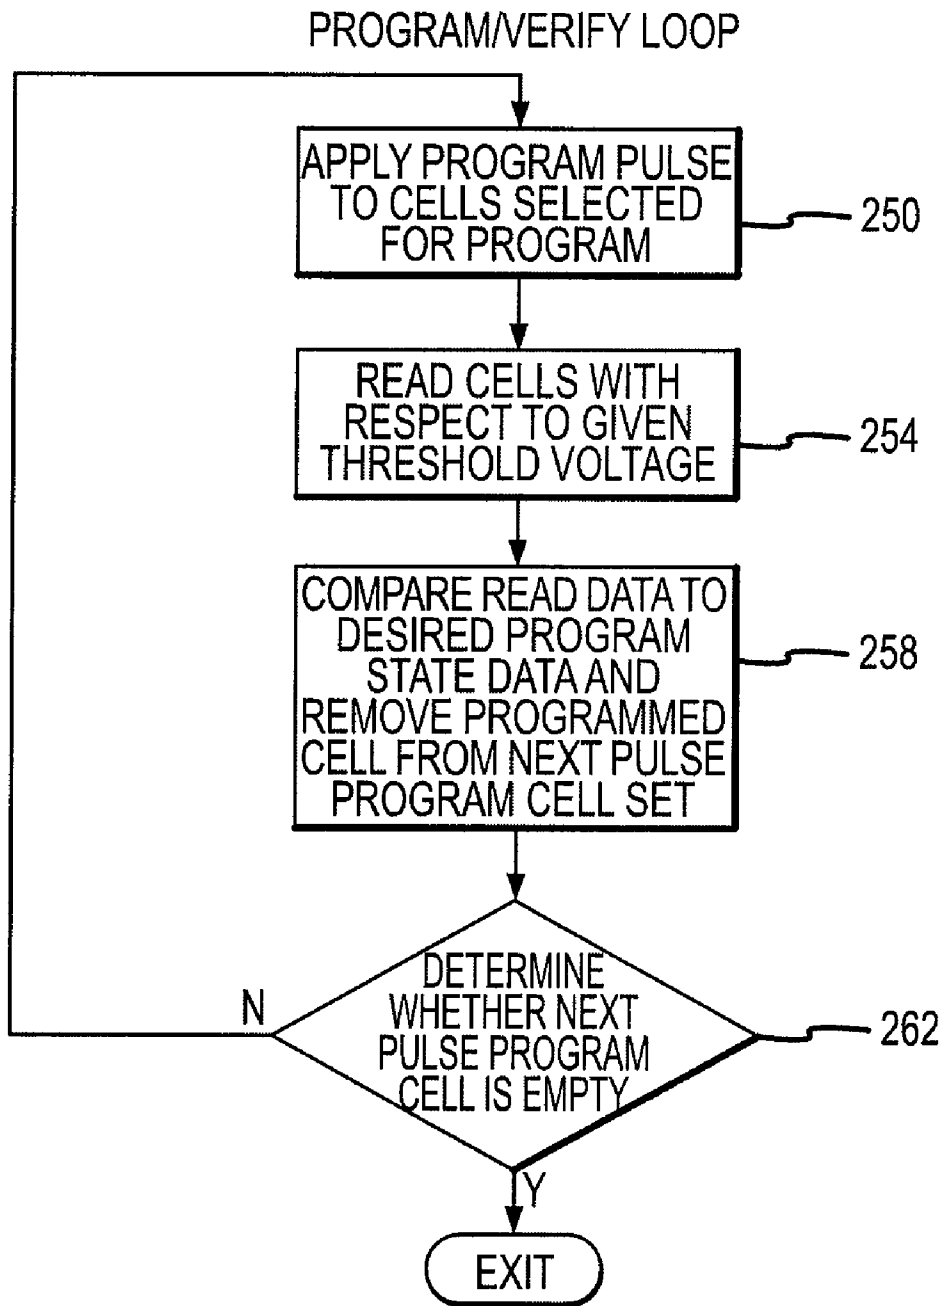 PROGRAM/VERIFY LOOP
APPLY PROGRAM PULSE
TO CELLS SELECTED
FOR PROGRAM
250
READ CELLS WITH
RESPECT TO GIVEN
THRESHOLD VOLTAGE
254
COMPARE READ DATA TO
DESIRED PROGRAM
STATE DATA AND
REMOVE PROGRAMMED
CELL FROM NEXT PULSE
PROGRAM CELL SET
258
N
DETERMINE
WHETHER NEXT
PULSE PROGRAM
CELL IS EMPTY
262
Y
EXIT